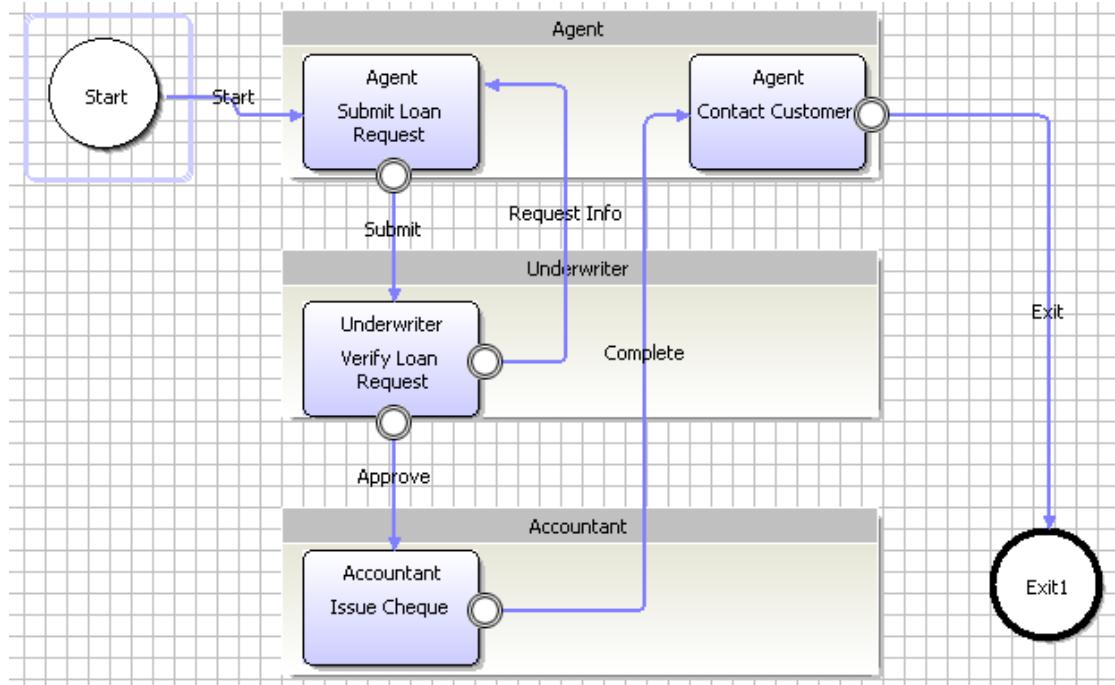 Agent
Start
Start
Agent
Submit Loan
Request
Agent
Contact Customer
Submit
Request Info
Underwriter
Underwriter
Verify Loan
Request
Complete
Exit
Approve
Accountant
Accountant
Issue Cheque
Exit1